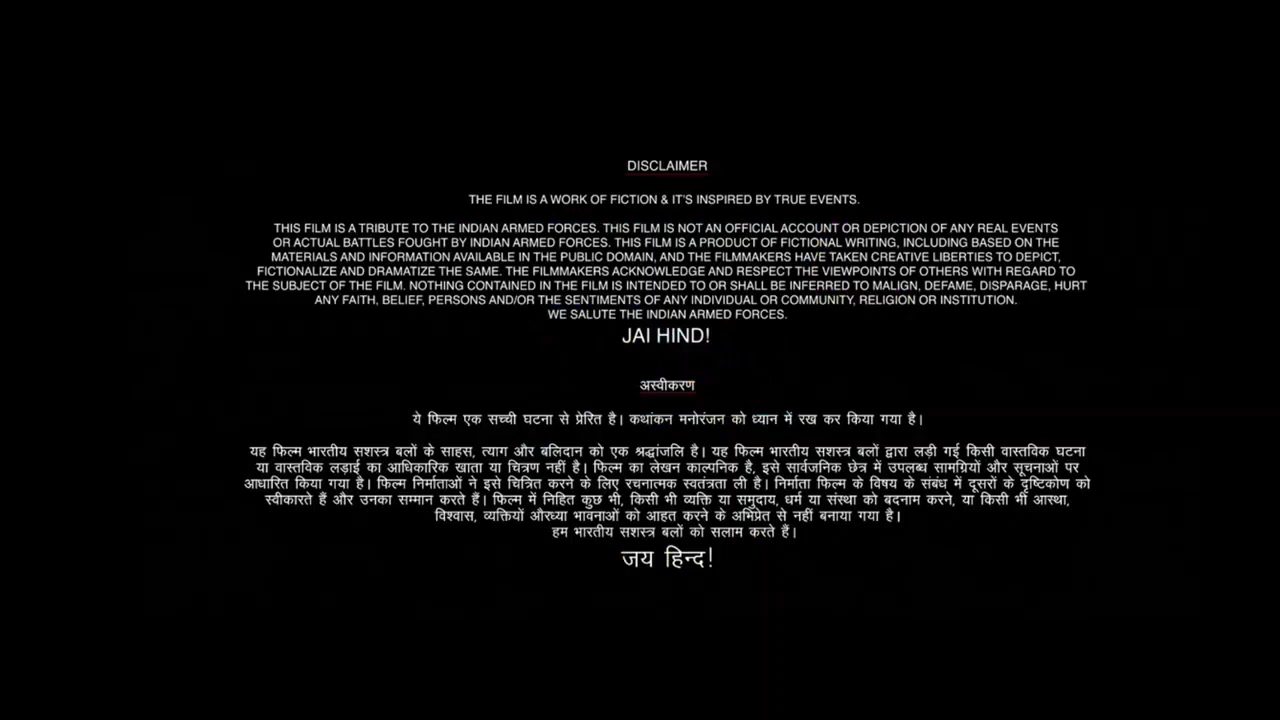 DISCLAIMER
THE FILM IS A WORK OF FICTION & IT'S INSPIRED BY TRUE EVENTS.
THIS FILM IS A TRIBUTE TO THE INDIAN ARMED FORCES. THIS FILM IS NOT AN OFFICIAL ACCOUNT OR DEPICTION OF ANY REAL EVENTS
OR ACTUAL BATTLES FOUGHT BY INDIAN ARMED FORCES. THIS FILM IS A PRODUCT OF FICTIONAL WRITING, INCLUDING BASED ON THE
MATERIALS AND INFORMATION AVAILABLE IN THE PUBLIC DOMAIN, AND THE FILMMAKERS HAVE TAKEN CREATIVE LIBERTIES TO DEPICT,
FICTIONALIZE AND DRAMATIZE THE SAME. THE FILMMAKERS ACKNOWLEDGE AND RESPECT THE VIEWPOINTS OF OTHERS WITH REGARD TO
THE SUBJECT OF THE FILM. NOTHING CONTAINED IN THE FILM IS INTENDED TO OR SHALL BE INFERRED TO MALIGN, DEFAME, DISPARAGE, HURT
ANY FAITH, BELIEF, PERSONS AND/OR THE SENTIMENTS OF ANY INDIVIDUAL OR COMMUNITY, RELIGION OR INSTITUTION.
WE SALUTE THE INDIAN ARMED FORCES.
JAI HIND!
अस्वीकरण
ये फिल्म एक सच्ची घटना से प्रेरित है। कथांकन मनोरंजन को ध्यान में रख कर किया गया है।
यह फिल्म भारतीय सशस्त्र बलों के साहस, त्याग और बलिदान को एक श्रद्धांजलि है। यह फिल्म भारतीय सशस्त्र बलों द्वारा लड़ी गई किसी वास्तविक घटना
या वास्तविक लड़ाई का आधिकारिक खाता या चित्रण नहीं है। फिल्म का लेखन काल्पनिक है, इसे सार्वजनिक छेत्र में उपलब्ध सामग्रियों और सूचनाओं पर
आधारित किया गया है। फिल्म निर्माताओं ने इसे चित्रित करने के लिए रचनात्मक स्वतंत्रता ली है। निर्माता फिल्म के विषय के संबंध में दूसरों के दृष्टिकोण को
स्वीकारते हैं और उनका सम्मान करते हैं। फिल्म में निहित कुछ भी, किसी भी व्यक्ति या समुदाय, धर्म या संस्था को बदनाम करने, या किसी भी आस्था,
विश्वास, व्यक्तियों औरध्या भावनाओं को आहत करने के अभिप्रेत से नहीं बनाया गया है।
हम भारतीय सशस्त्र बलों को सलाम करते हैं।
जय हिन्द!